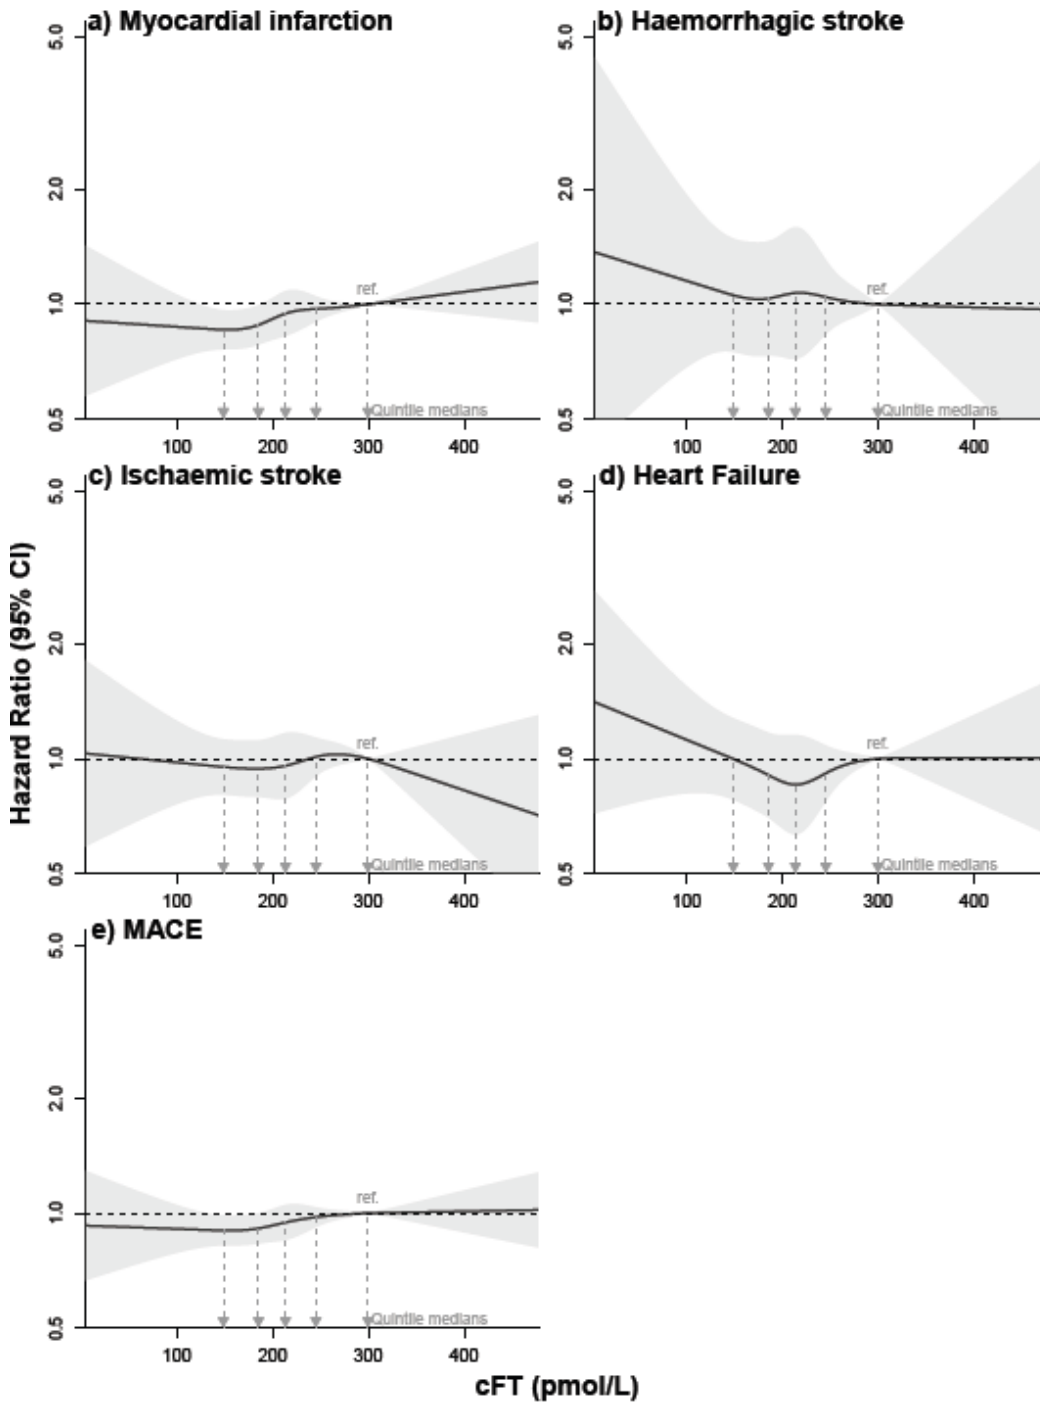 a) Myocardial infarction
5.0
2.0
1.0
0.5
ref.
Quintile medians
100 200 300 400
b) Haemorrhagic stroke
5.0
2.0
1.0
0.5
ref.
Quintile medians
100 200 300 400
c) Ischaemic stroke
5.0
2.0
1.0
0.5
ref.
Quintile medians
100 200 300 400
d) Heart Failure
5.0
2.0
1.0
0.5
ref.
Quintile medians
100 200 300 400
Hazard Ratio (95% CI)
e) MACE
5.0
2.0
1.0
0.5
ref.
Quintile medians
100 200 300 400
cFT (pmol/L)